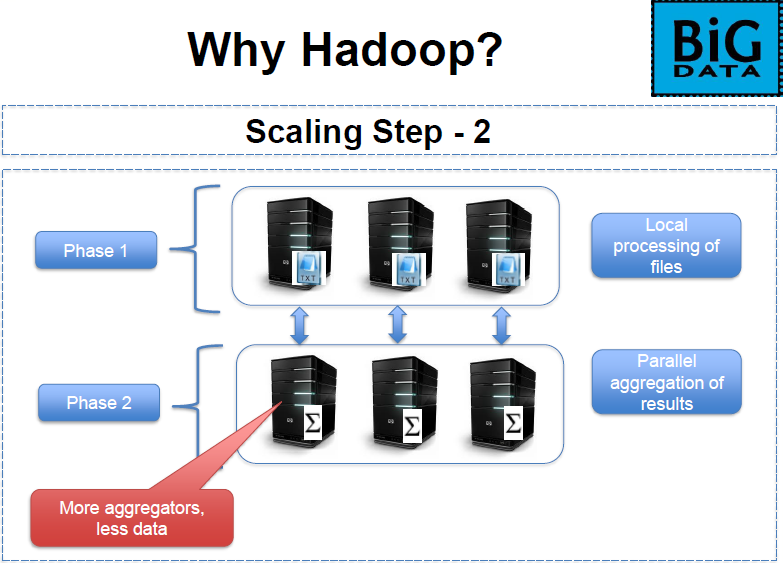 Why Hadoop?
BiG
DATA
Scaling Step - 2
Phase 1
TXT
TXT
TXT
Local
processing of
files
Phase 2
Σ
Σ
Σ
Parallel
aggregation of
results
More aggregators,
less data